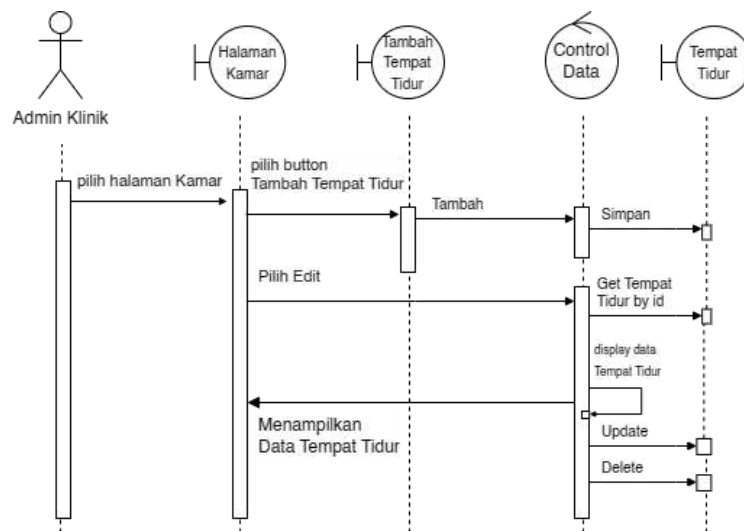 Halaman
Kamar
Tambah
Tempat
Tidur
Control
Data
Tempat
Tidur
Admin Klinik
pilih halaman Kamar
pilih button
Tambah Tempat Tidur
Tambah
Simpan
Pilih Edit
Get Tempat
Tidur by id
display data
Tempat Tidur
Menampilkan
Data Tempat Tidur
Update
Delete